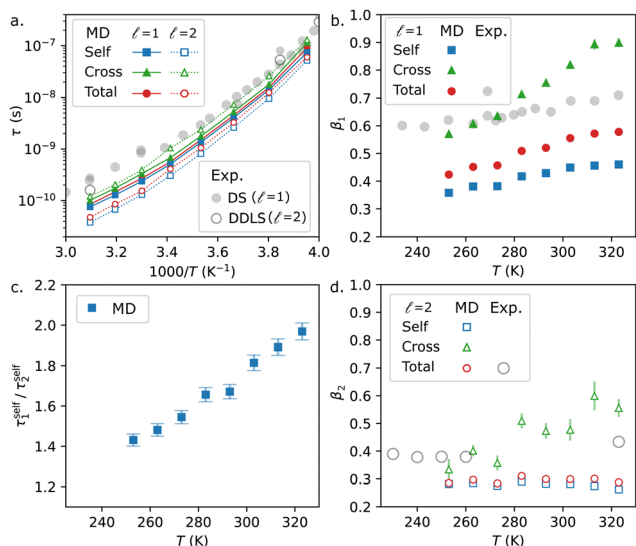 a.
MD ℓ=1 ℓ=2
Self
Cross
Total
Exp.
DS (ℓ=1)
DDLS (ℓ=2)
τ (s)
10⁻⁷
10⁻⁸
10⁻⁹
10⁻¹⁰
3.0 3.2 3.4 3.6 3.8 4.0
1000/T (K⁻¹)
b.
ℓ=1 MD Exp.
Self
Cross
Total
β₁
1.0
0.9
0.8
0.7
0.6
0.5
0.4
0.3
0.2
240 260 280 300 320
T (K)
c.
MD
τ₁ˢᵉˡᶠ / τ₂ˢᵉˡᶠ
2.2
2.0
1.8
1.6
1.4
1.2
240 260 280 300 320
T (K)
d.
ℓ=2 MD Exp.
Self
Cross
Total
β₂
1.0
0.9
0.8
0.7
0.6
0.5
0.4
0.3
0.2
240 260 280 300 320
T (K)